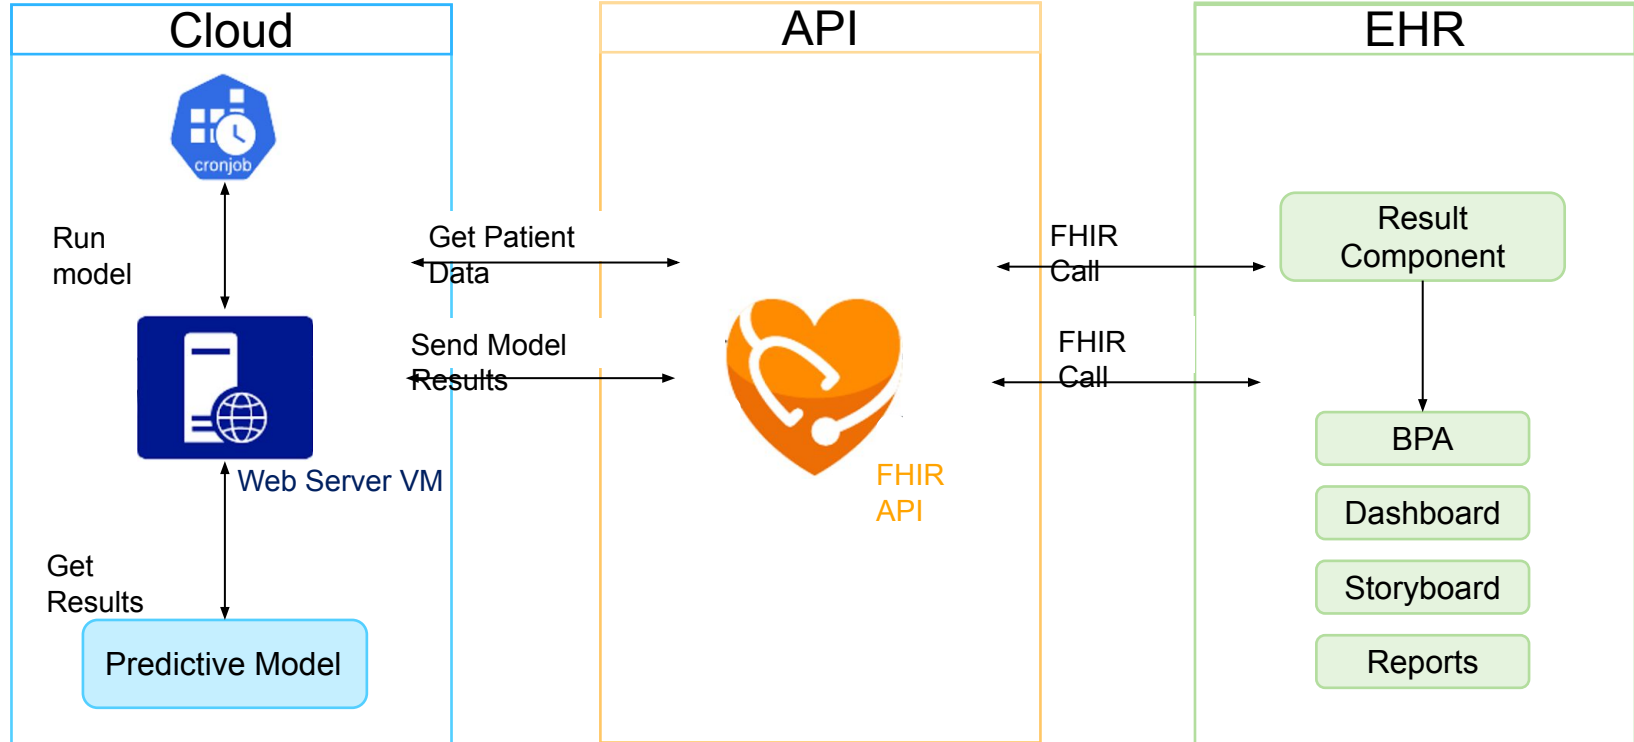 Cloud
API
EHR
cronjob
Run
model
Get Patient
Data
FHIR
Call
Result
Component
Send Model
Results
FHIR
Call
BPA
Web Server VM
FHIR
API
Dashboard
Get
Results
Storyboard
Predictive Model
Reports